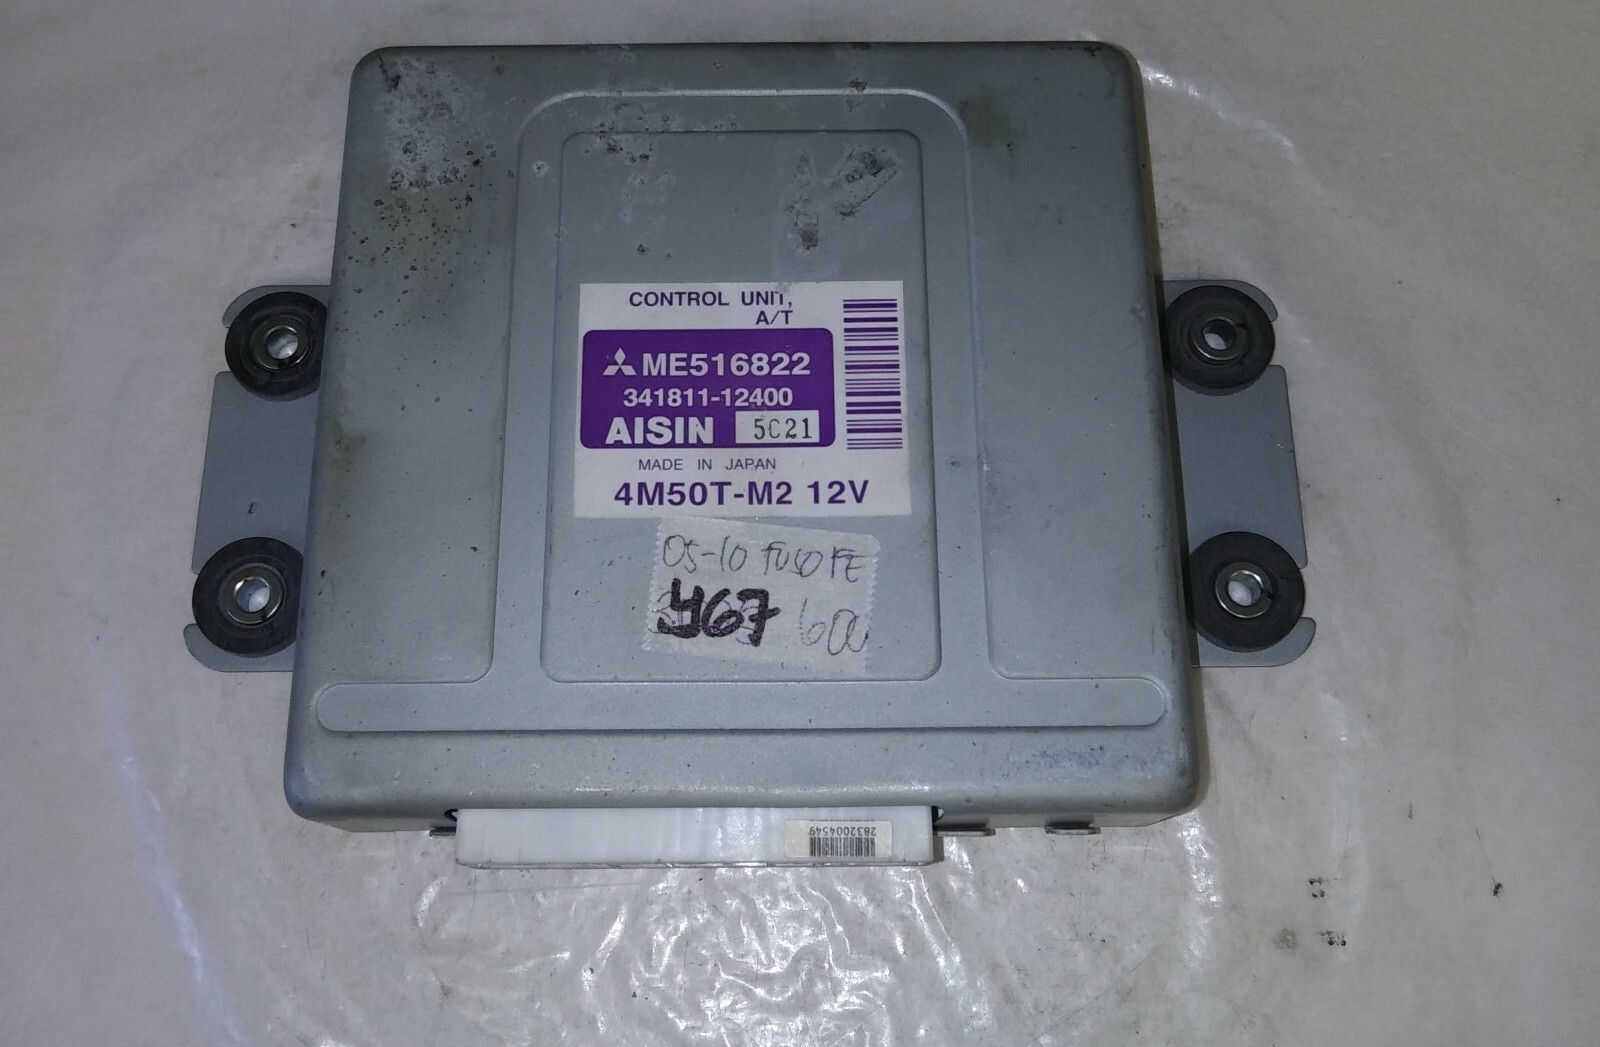 CONTROL UNIT,
A/T
ME516822
341811-12400
AISIN 5C21
MADE IN JAPAN
4M50T-M2 12V
05-10 FUSO FE
467 600
2832004549